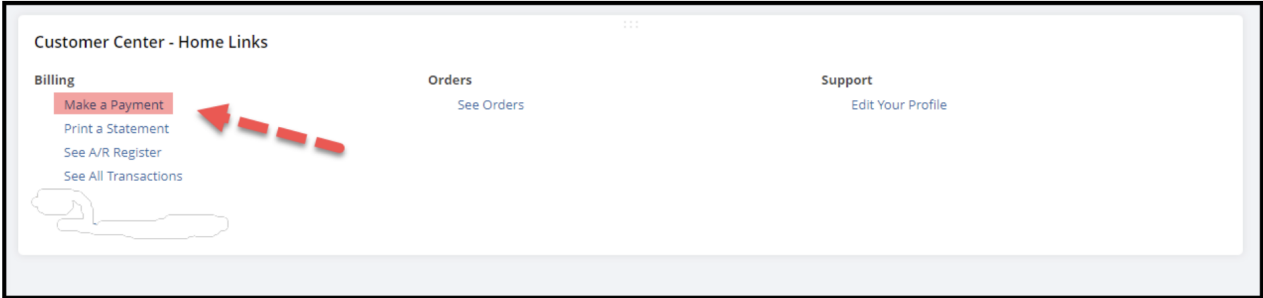 Customer Center - Home Links
Billing
Make a Payment
Print a Statement
See A/R Register
See All Transactions
Orders
See Orders
Support
Edit Your Profile